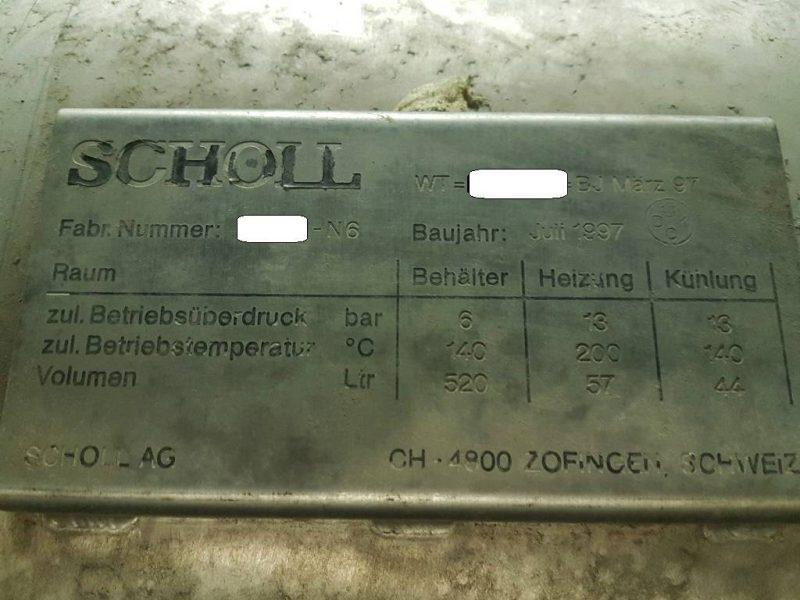 SCHOLL
WT= = BJ März 97
Fabr. Nummer: -N6 Baujahr: Juli 1997
Raum Behälter Heizung Kühlung
zul. Betriebsüberdruck bar 6 13 13
zul. Betriebstemperatur °C 140 200 140
Volumen Ltr 520 57 44
SCHOLL AG CH-4800 ZOFINGEN, SCHWEIZ